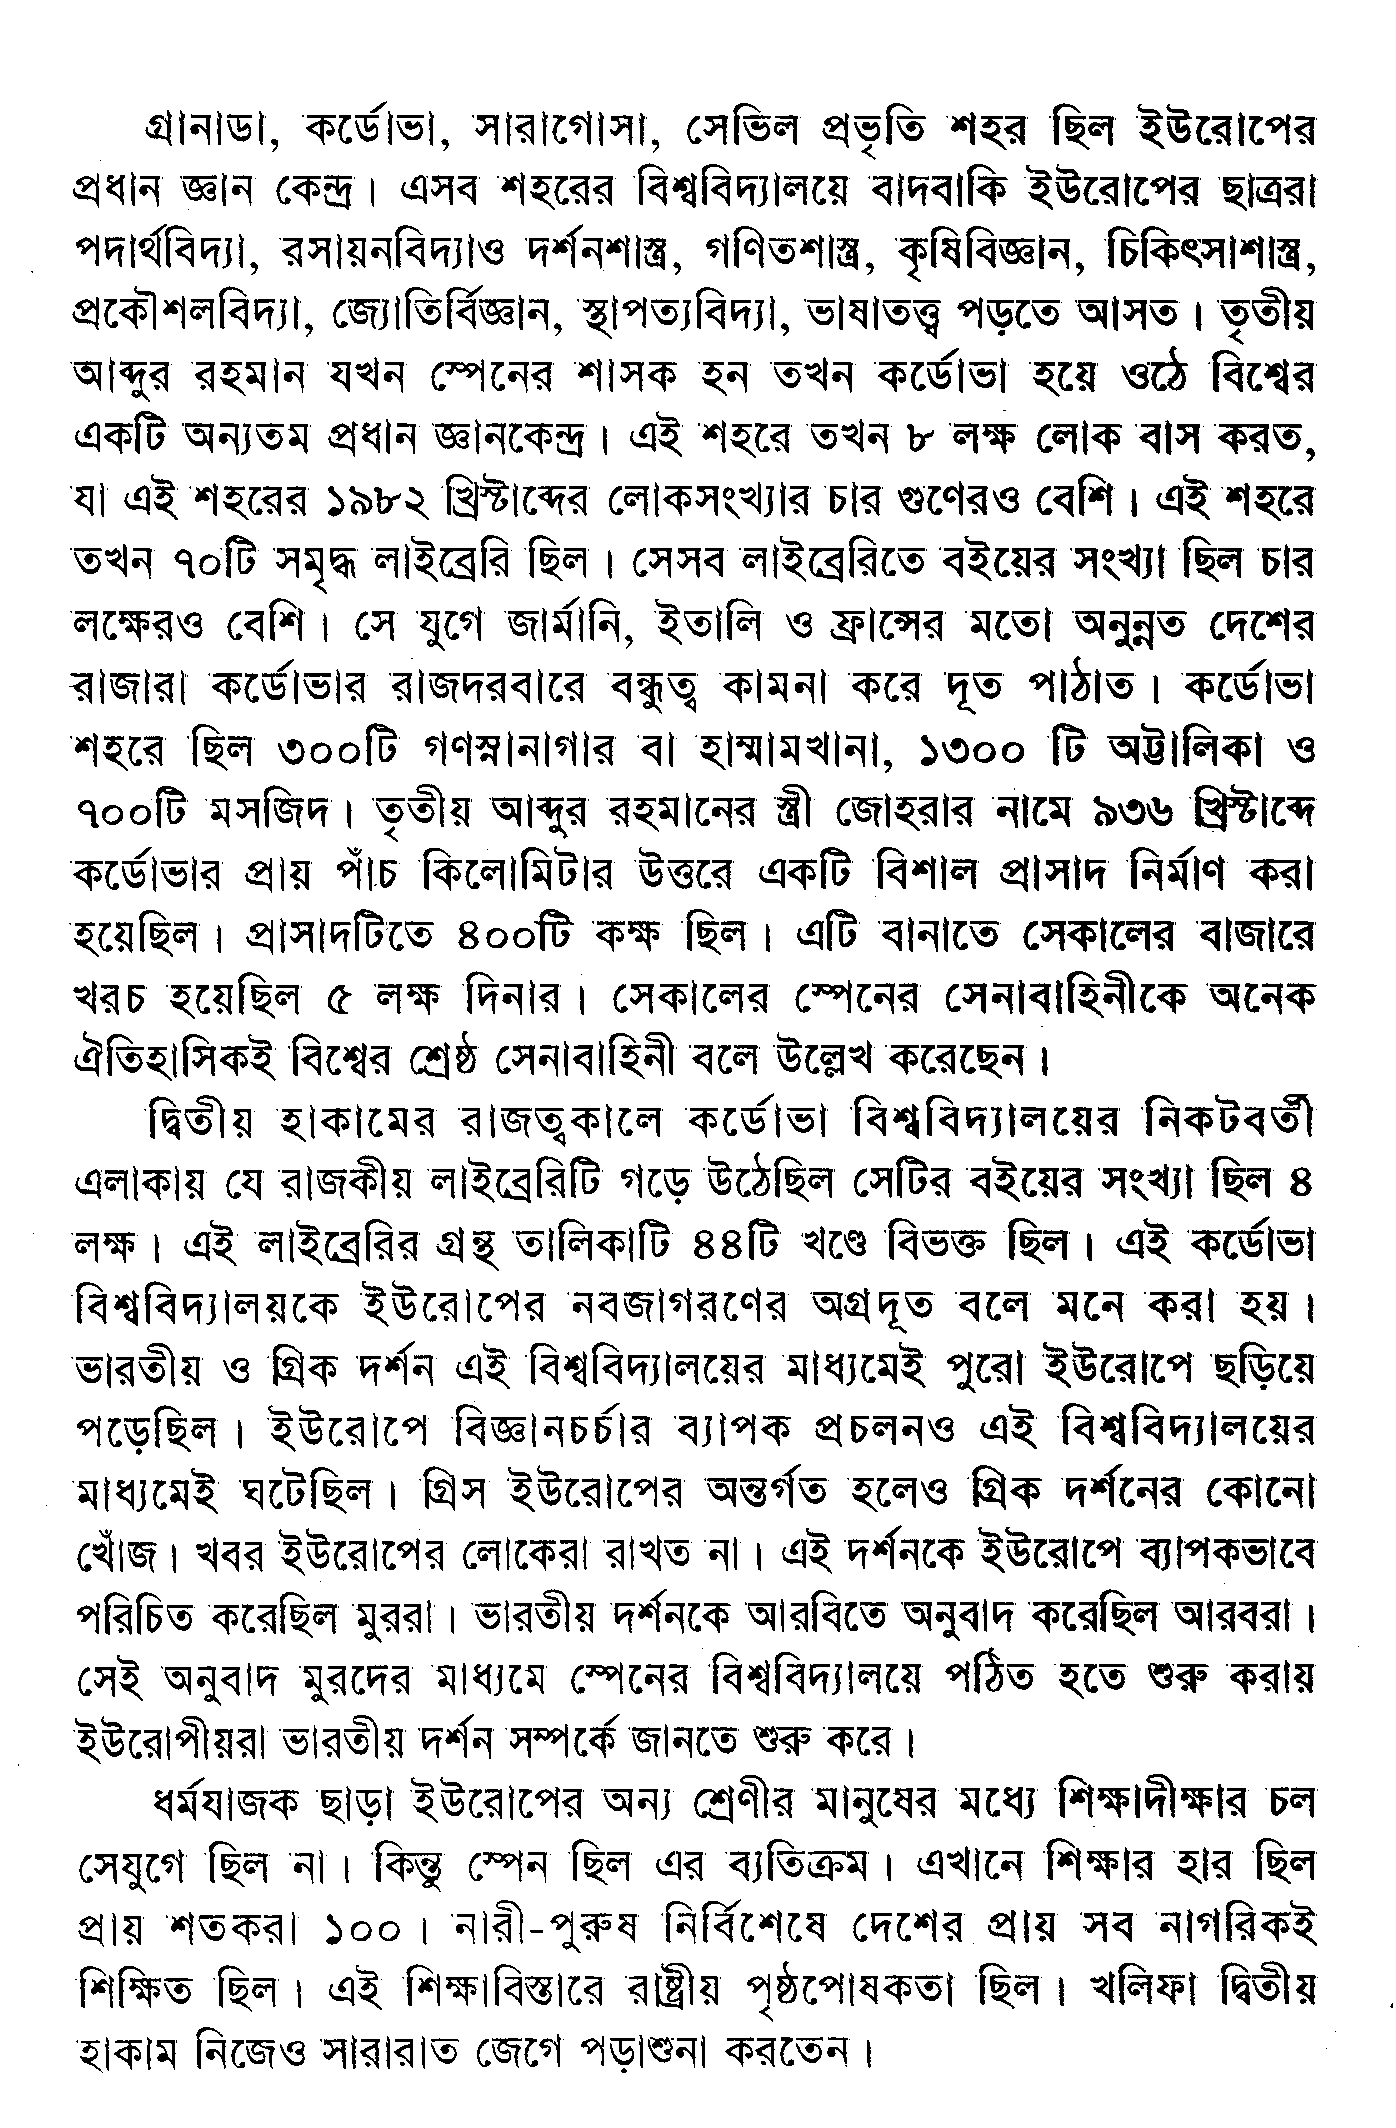 গ্রানাডা, কর্ডোভা, সারাগোসা, সেভিল প্রভৃতি শহর ছিল ইউরোপের
প্রধান জ্ঞান কেন্দ্র। এসব শহরের বিশ্ববিদ্যালয়ে বাদবাকি ইউরোপের ছাত্ররা
পদার্থবিদ্যা, রসায়নবিদ্যাও দর্শনশাস্ত্র, গণিতশাস্ত্র, কৃষিবিজ্ঞান, চিকিৎসাশাস্ত্র,
প্রকৌশলবিদ্যা, জ্যোতির্বিজ্ঞান, স্থাপত্যবিদ্যা, ভাষাতত্ত্ব পড়তে আসত। তৃতীয়
আব্দুর রহমান যখন স্পেনের শাসক হন তখন কর্ডোভা হয়ে ওঠে বিশ্বের
একটি অন্যতম প্রধান জ্ঞানকেন্দ্র। এই শহরে তখন ৮ লক্ষ লোক বাস করত,
যা এই শহরের ১৯৮২ খ্রিস্টাব্দের লোকসংখ্যার চার গুণেরও বেশি। এই শহরে
তখন ৭০টি সমৃদ্ধ লাইব্রেরি ছিল। সেসব লাইব্রেরিতে বইয়ের সংখ্যা ছিল চার
লক্ষেরও বেশি। সে যুগে জার্মানি, ইতালি ও ফ্রান্সের মতো অনুন্নত দেশের
রাজারা কর্ডোভার রাজদরবারে বন্ধুত্ব কামনা করে দূত পাঠাত। কর্ডোভা
শহরে ছিল ৩০০টি গণস্নানাগার বা হাম্মামখানা, ১৩০০ টি অট্টালিকা ও
৭০০টি মসজিদ। তৃতীয় আব্দুর রহমানের স্ত্রী জোহরার নামে ৯৩৬ খ্রিস্টাব্দে
কর্ডোভার প্রায় পাঁচ কিলোমিটার উত্তরে একটি বিশাল প্রাসাদ নির্মাণ করা
হয়েছিল। প্রাসাদটিতে ৪০০টি কক্ষ ছিল। এটি বানাতে সেকালের বাজারে
খরচ হয়েছিল ৫ লক্ষ দিনার। সেকালের স্পেনের সেনাবাহিনীকে অনেক
ঐতিহাসিকই বিশ্বের শ্রেষ্ঠ সেনাবাহিনী বলে উল্লেখ করেছেন।
দ্বিতীয় হাকামের রাজত্বকালে কর্ডোভা বিশ্ববিদ্যালয়ের নিকটবর্তী
এলাকায় যে রাজকীয় লাইব্রেরিটি গড়ে উঠেছিল সেটির বইয়ের সংখ্যা ছিল ৪
লক্ষ। এই লাইব্রেরির গ্রন্থ তালিকাটি ৪৪টি খণ্ডে বিভক্ত ছিল। এই কর্ডোভা
বিশ্ববিদ্যালয়কে ইউরোপের নবজাগরণের অগ্রদূত বলে মনে করা হয়।
ভারতীয় ও গ্রিক দর্শন এই বিশ্ববিদ্যালয়ের মাধ্যমেই পুরো ইউরোপে ছড়িয়ে
পড়েছিল। ইউরোপে বিজ্ঞানচর্চার ব্যাপক প্রচলনও এই বিশ্ববিদ্যালয়ের
মাধ্যমেই ঘটেছিল। গ্রিস ইউরোপের অন্তর্গত হলেও গ্রিক দর্শনের কোনো
খোঁজ। খবর ইউরোপের লোকেরা রাখত না। এই দর্শনকে ইউরোপে ব্যাপকভাবে
পরিচিত করেছিল মুররা। ভারতীয় দর্শনকে আরবিতে অনুবাদ করেছিল আরবরা।
সেই অনুবাদ মুরদের মাধ্যমে স্পেনের বিশ্ববিদ্যালয়ে পঠিত হতে শুরু করায়
ইউরোপীয়রা ভারতীয় দর্শন সম্পর্কে জানতে শুরু করে।
ধর্মযাজক ছাড়া ইউরোপের অন্য শ্রেণীর মানুষের মধ্যে শিক্ষাদীক্ষার চল
সেযুগে ছিল না। কিন্তু স্পেন ছিল এর ব্যতিক্রম। এখানে শিক্ষার হার ছিল
প্রায় শতকরা ১০০। নারী-পুরুষ নির্বিশেষে দেশের প্রায় সব নাগরিকই
শিক্ষিত ছিল। এই শিক্ষাবিস্তারে রাষ্ট্রীয় পৃষ্ঠপোষকতা ছিল। খলিফা দ্বিতীয়
হাকাম নিজেও সারারাত জেগে পড়াশুনা করতেন।